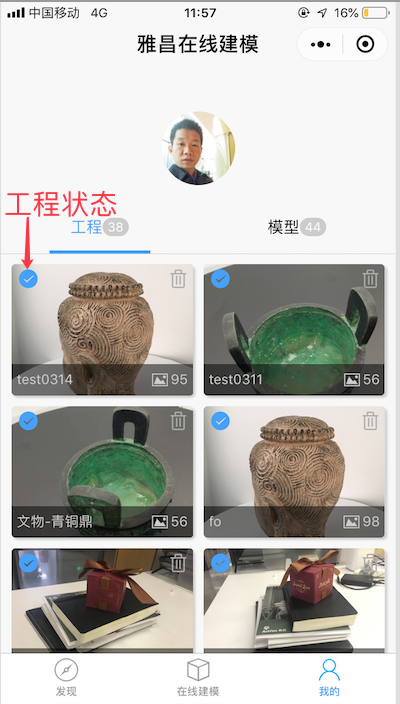 中国移动 4G 11:57 16%
雅昌在线建模
工程状态
工程 38 模型 44
test0314 95 test0311 56
文物-青铜鼎 56 fo 98
发现 在线建模 我的